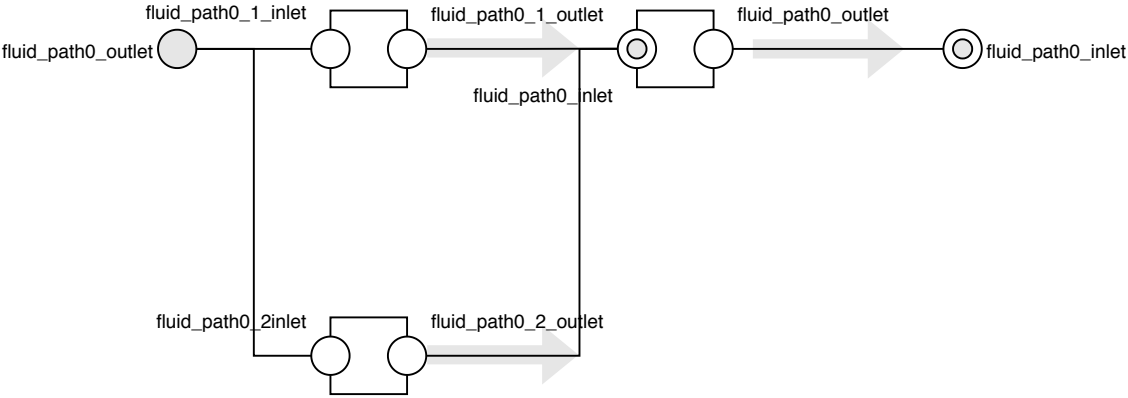 fluid_path0_1_inlet
fluid_path0_1_outlet
fluid_path0_outlet
fluid_path0_outlet
fluid_path0_inlet
fluid_path0_inlet
fluid_path0_2inlet
fluid_path0_2_outlet